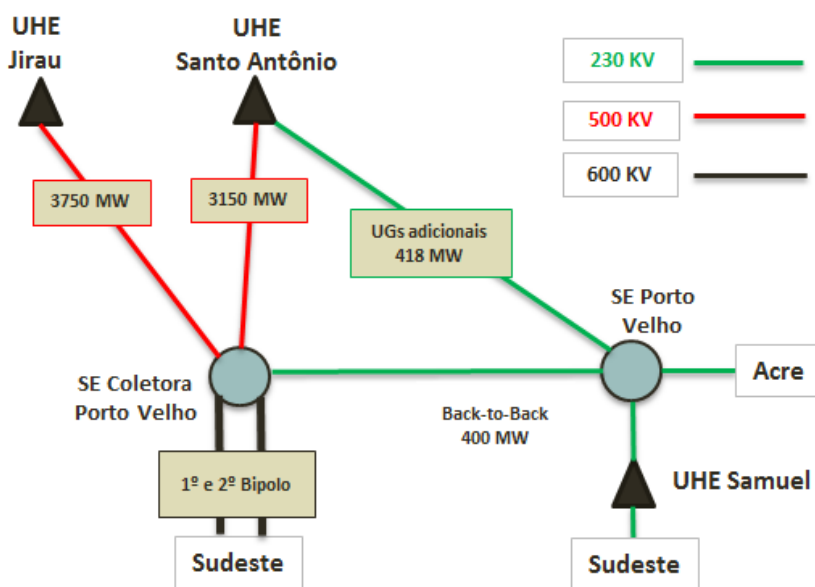 UHE
Jirau
UHE
Santo Antônio
230 KV
500 KV
600 KV
3750 MW
3150 MW
UGs adicionais
418 MW
SE Porto
Velho
SE Coletora
Porto Velho
Acre
Back-to-Back
400 MW
1º e 2º Bipolo
UHE Samuel
Sudeste
Sudeste